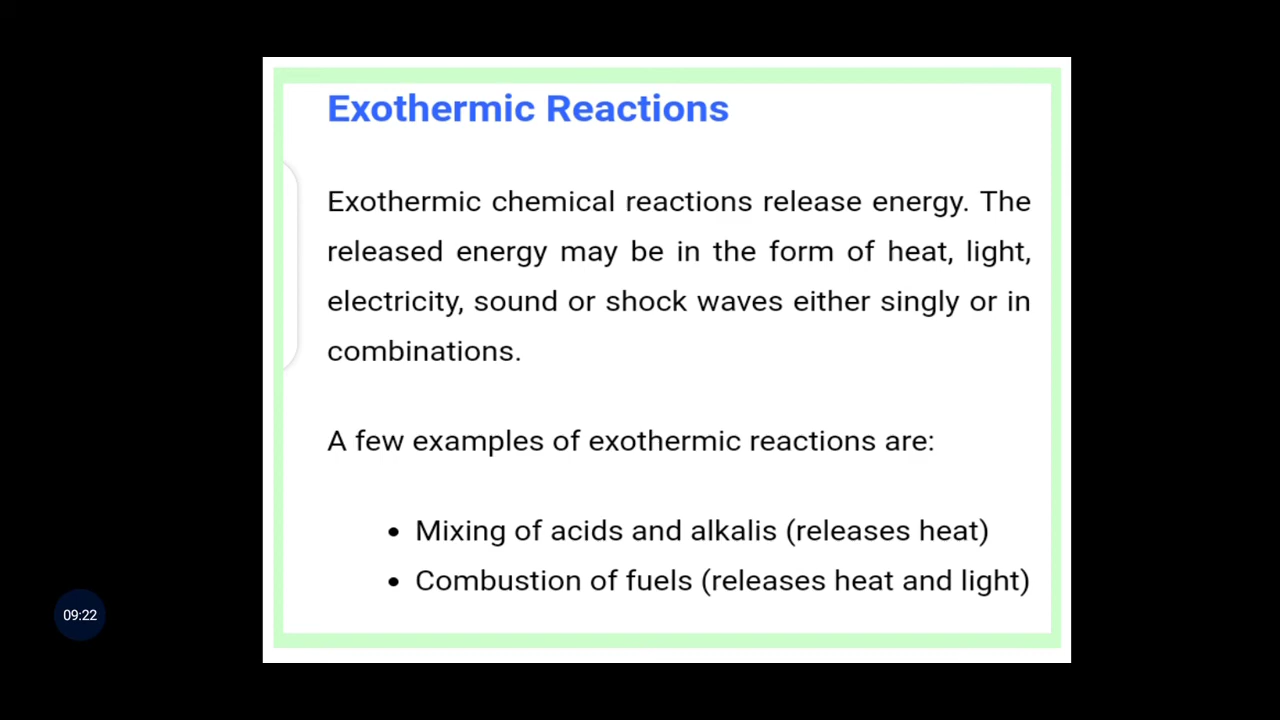 Exothermic Reactions
Exothermic chemical reactions release energy. The
released energy may be in the form of heat, light,
electricity, sound or shock waves either singly or in
combinations.
A few examples of exothermic reactions are:
• Mixing of acids and alkalis (releases heat)
• Combustion of fuels (releases heat and light)
09:22